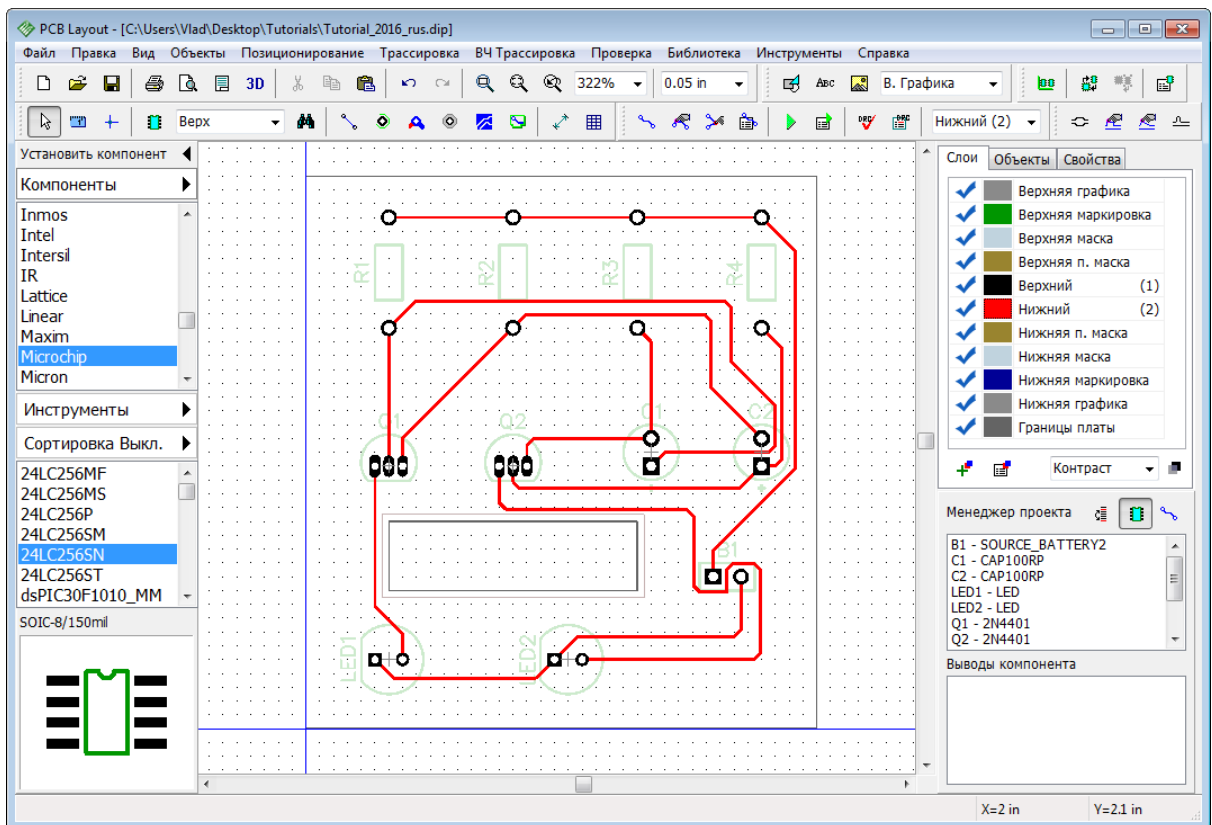 PCB Layout - [C:\Users\Vlad\Desktop\Tutorials\Tutorial_2016_rus.dip]
Файл Правка Вид Объекты Позиционирование Трассировка ВЧ Трассировка Проверка Библиотека Инструменты Справка
3D 322% 0.05 in ABC В. Графика
Верх DRC DRC Нижний (2)
Установить компонент
Компоненты
Inmos
Intel
Intersil
IR
Lattice
Linear
Maxim
Microchip
Micron
Инструменты
Сортировка Выкл.
24LC256MF
24LC256MS
24LC256P
24LC256SM
24LC256SN
24LC256ST
dsPIC30F1010_MM
SOIC-8/150mil
R1 R2 R3 R4
Q1 Q2 C1 C2
B1
LED1 LED2
Слои Объекты Свойства
Верхняя графика
Верхняя маркировка
Верхняя маска
Верхняя п. маска
Верхний (1)
Нижний (2)
Нижняя п. маска
Нижняя маска
Нижняя маркировка
Нижняя графика
Границы платы
Контраст
Менеджер проекта
B1 - SOURCE_BATTERY2
C1 - CAP100RP
C2 - CAP100RP
LED1 - LED
LED2 - LED
Q1 - 2N4401
Q2 - 2N4401
Выводы компонента
X=2 in Y=2.1 in